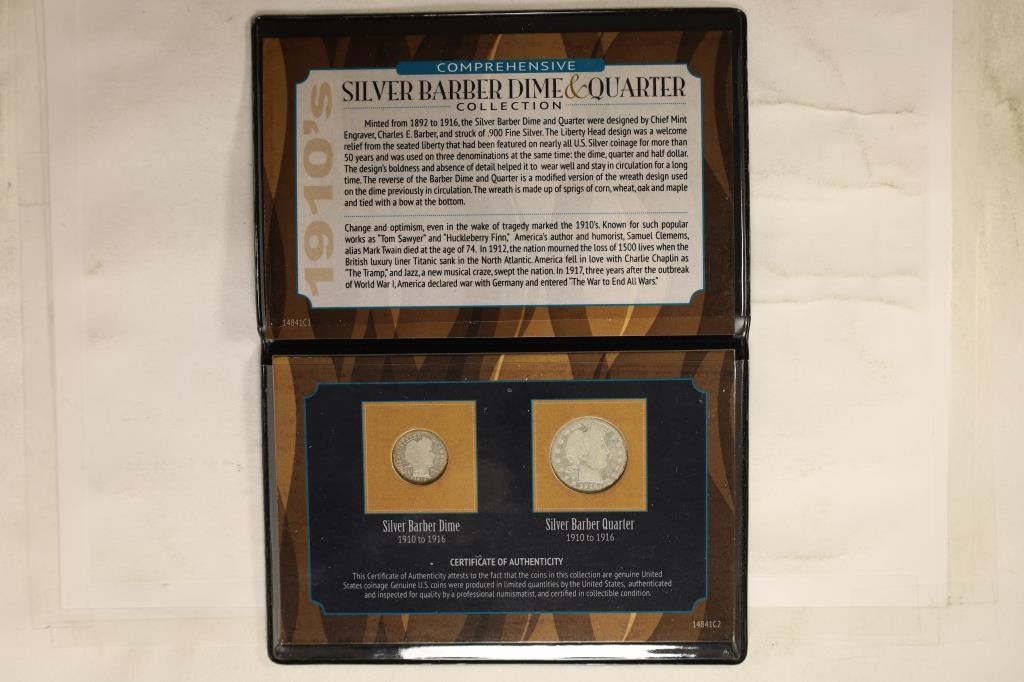 COMPREHENSIVE
SILVER BARBER DIME & QUARTER
COLLECTION
1910's
Minted from 1892 to 1916, the Silver Barber Dime and Quarter were designed by Chief Mint
Engraver, Charles E. Barber, and struck of .900 Fine Silver. The Liberty Head design was a welcome
relief from the seated liberty that had been featured on nearly all U.S. Silver coinage for more than
50 years and was used on three denominations at the same time: the dime, quarter and half dollar.
The design's boldness and absence of detail helped it to wear well and stay in circulation for a long
time. The reverse of the Barber Dime and Quarter is a modified version of the wreath design used
on the dime previously in circulation. The wreath is made up of sprigs of corn, wheat, oak and maple
and tied with a bow at the bottom.
Change and optimism, even in the wake of tragedy marked the 1910's. Known for such popular
works as "Tom Sawyer" and "Huckleberry Finn," America's author and humorist, Samuel Clemens,
alias Mark Twain died at the age of 74. In 1912, the nation mourned the loss of 1500 lives when the
British luxury liner Titanic sank in the North Atlantic. America fell in love with Charlie Chaplin as
"The Tramp," and Jazz, a new musical craze, swept the nation. In 1917, three years after the outbreak
of World War I, America declared war with Germany and entered "The War to End All Wars."
14841C1
Silver Barber Dime
1910 to 1916
Silver Barber Quarter
1910 to 1916
CERTIFICATE OF AUTHENTICITY
This Certificate of Authenticity attests to the fact that the coins in this collection are genuine United
States coinage. Genuine U.S. coins were produced in limited quantities by the United States, authenticated
and inspected for quality by a professional numismatist, and certified in collectible condition.
14841C2